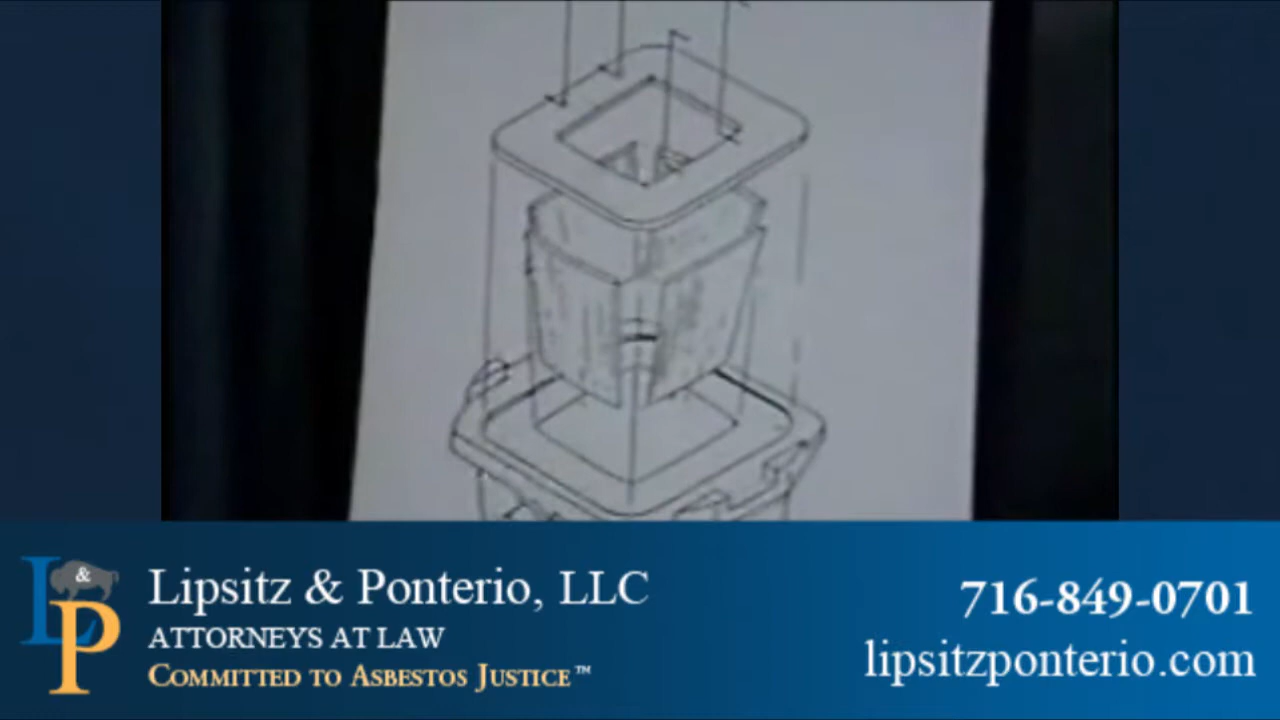 L&P
Lipsitz & Ponterio, LLC
ATTORNEYS AT LAW
COMMITTED TO ASBESTOS JUSTICE™
716-849-0701
lipsitzponterio.com